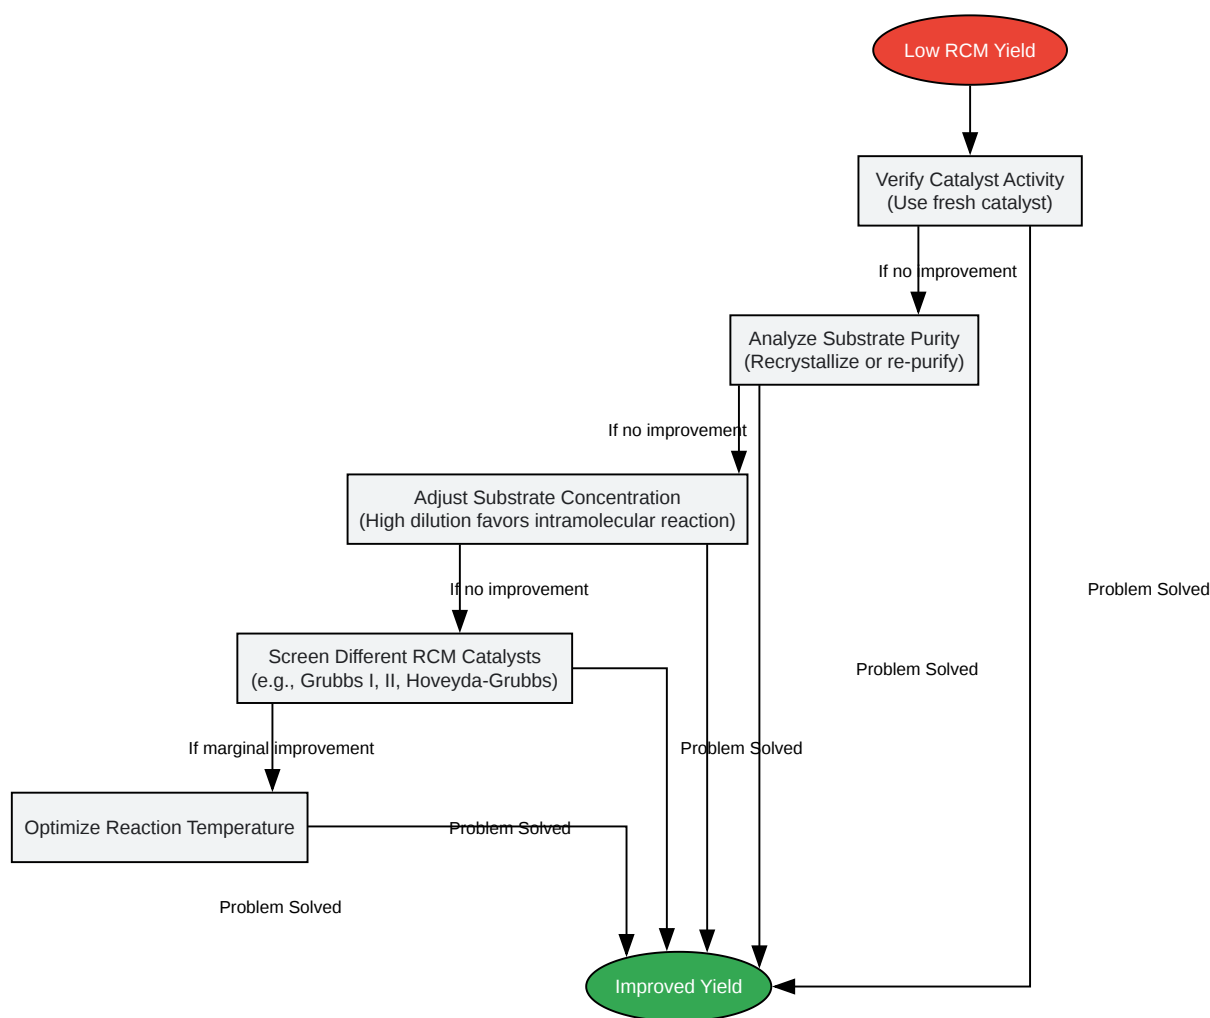 Low RCM Yield
Verify Catalyst Activity
(Use fresh catalyst)
If no improvement
Analyze Substrate Purity
(Recrystallize or re-purify)
If no improvement
Adjust Substrate Concentration
(High dilution favors intramolecular reaction)
If no improvement
Problem Solved
Screen Different RCM Catalysts
(e.g., Grubbs I, II, Hoveyda-Grubbs)
Problem Solved
If marginal improvement
Problem Solved
Optimize Reaction Temperature
Problem Solved
Problem Solved
Improved Yield